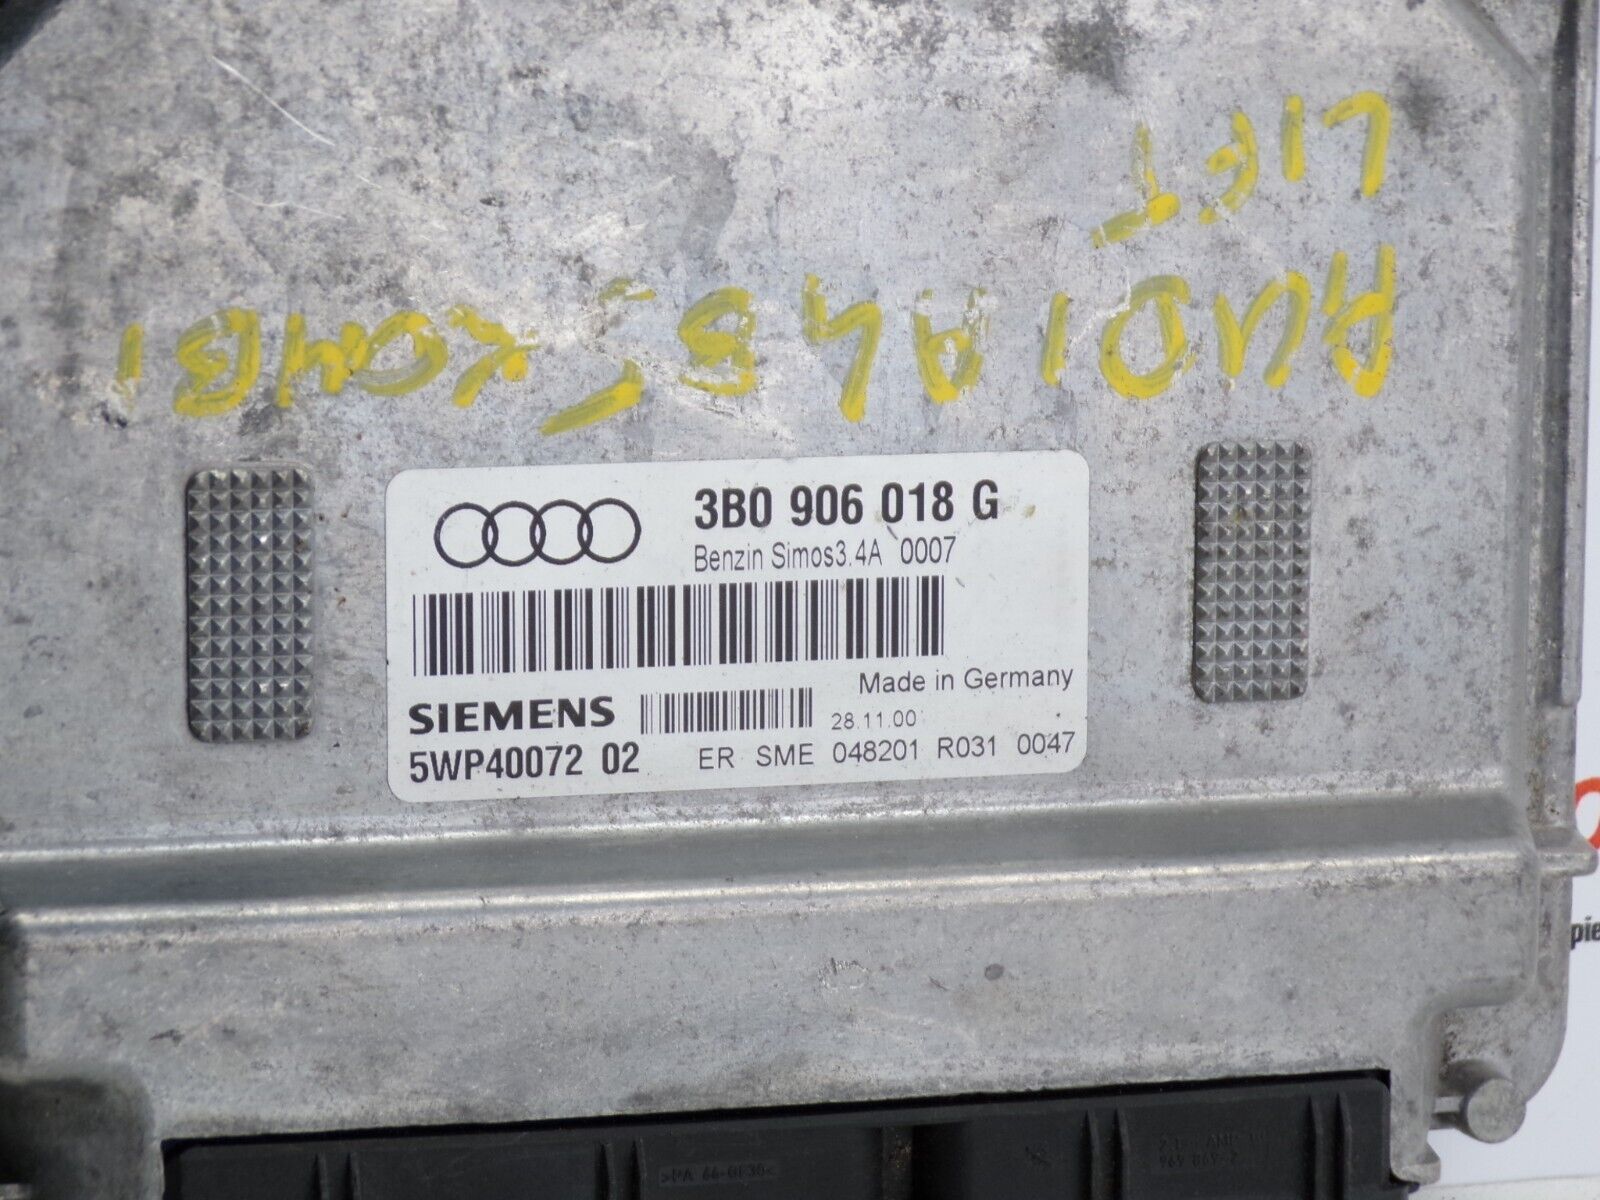 AUDI A4 B5 KOMBI
LIFT
3B0 906 018 G
Benzin Simos3.4A 0007
Made in Germany
SIEMENS
28.11.00
5WP40072 02
ER SME 048201 R031 0047